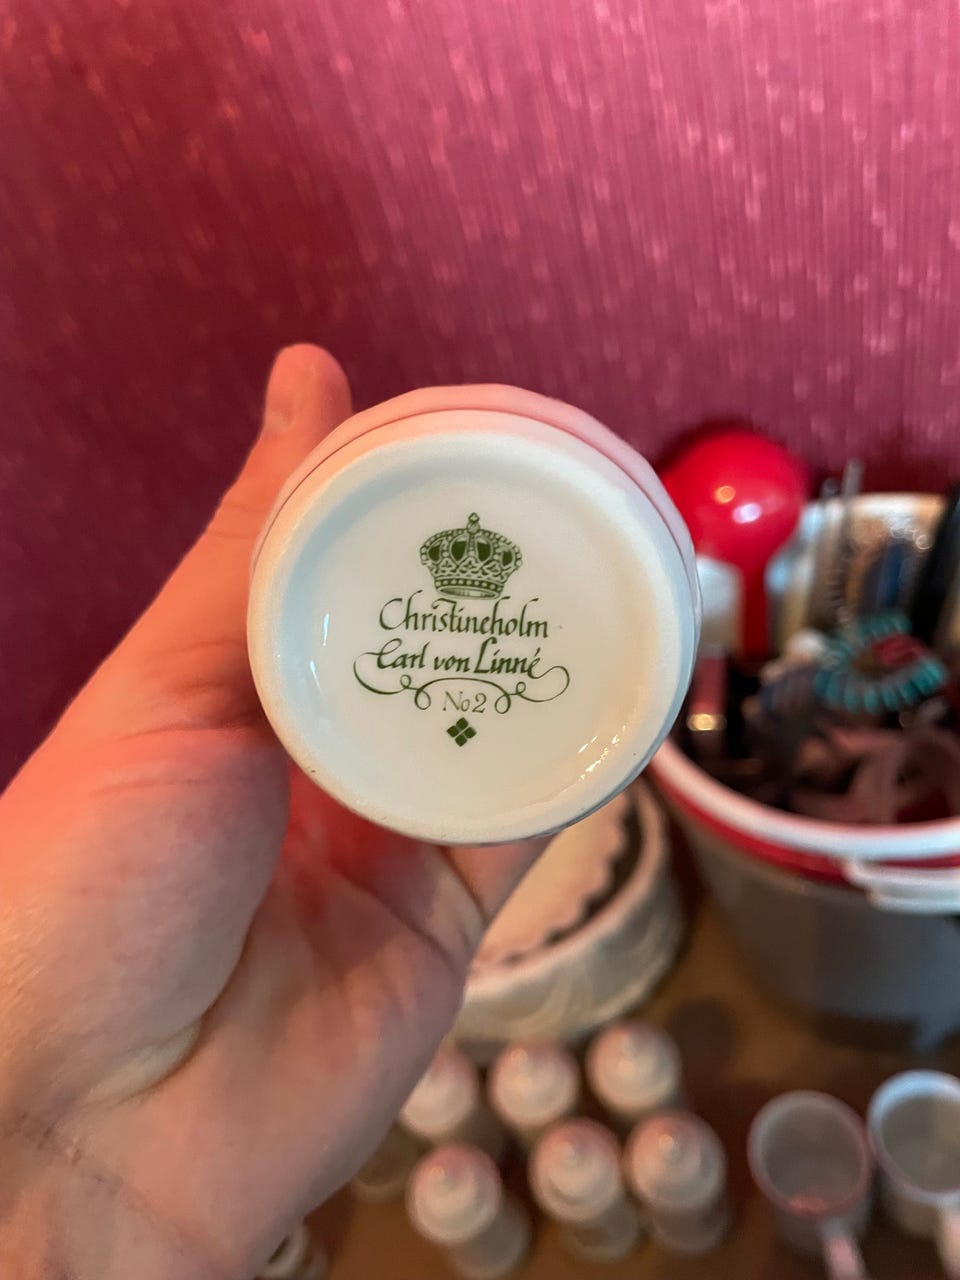 Christineholm
Carl von Linné
No2